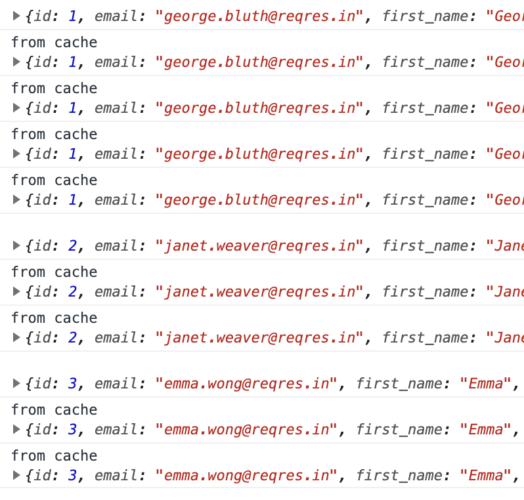 ▶{id: 1, email: "george.bluth@reqres.in", first_name: "Geor
from cache
▶{id: 1, email: "george.bluth@reqres.in", first_name: "Geor
from cache
▶{id: 1, email: "george.bluth@reqres.in", first_name: "Geor
from cache
▶{id: 1, email: "george.bluth@reqres.in", first_name: "Geor
from cache
▶{id: 1, email: "george.bluth@reqres.in", first_name: "Geor
▶{id: 2, email: "janet.weaver@reqres.in", first_name: "Jane
from cache
▶{id: 2, email: "janet.weaver@reqres.in", first_name: "Jane
from cache
▶{id: 2, email: "janet.weaver@reqres.in", first_name: "Jane
▶{id: 3, email: "emma.wong@reqres.in", first_name: "Emma",
from cache
▶{id: 3, email: "emma.wong@reqres.in", first_name: "Emma",
from cache
▶{id: 3, email: "emma.wong@reqres.in", first_name: "Emma",